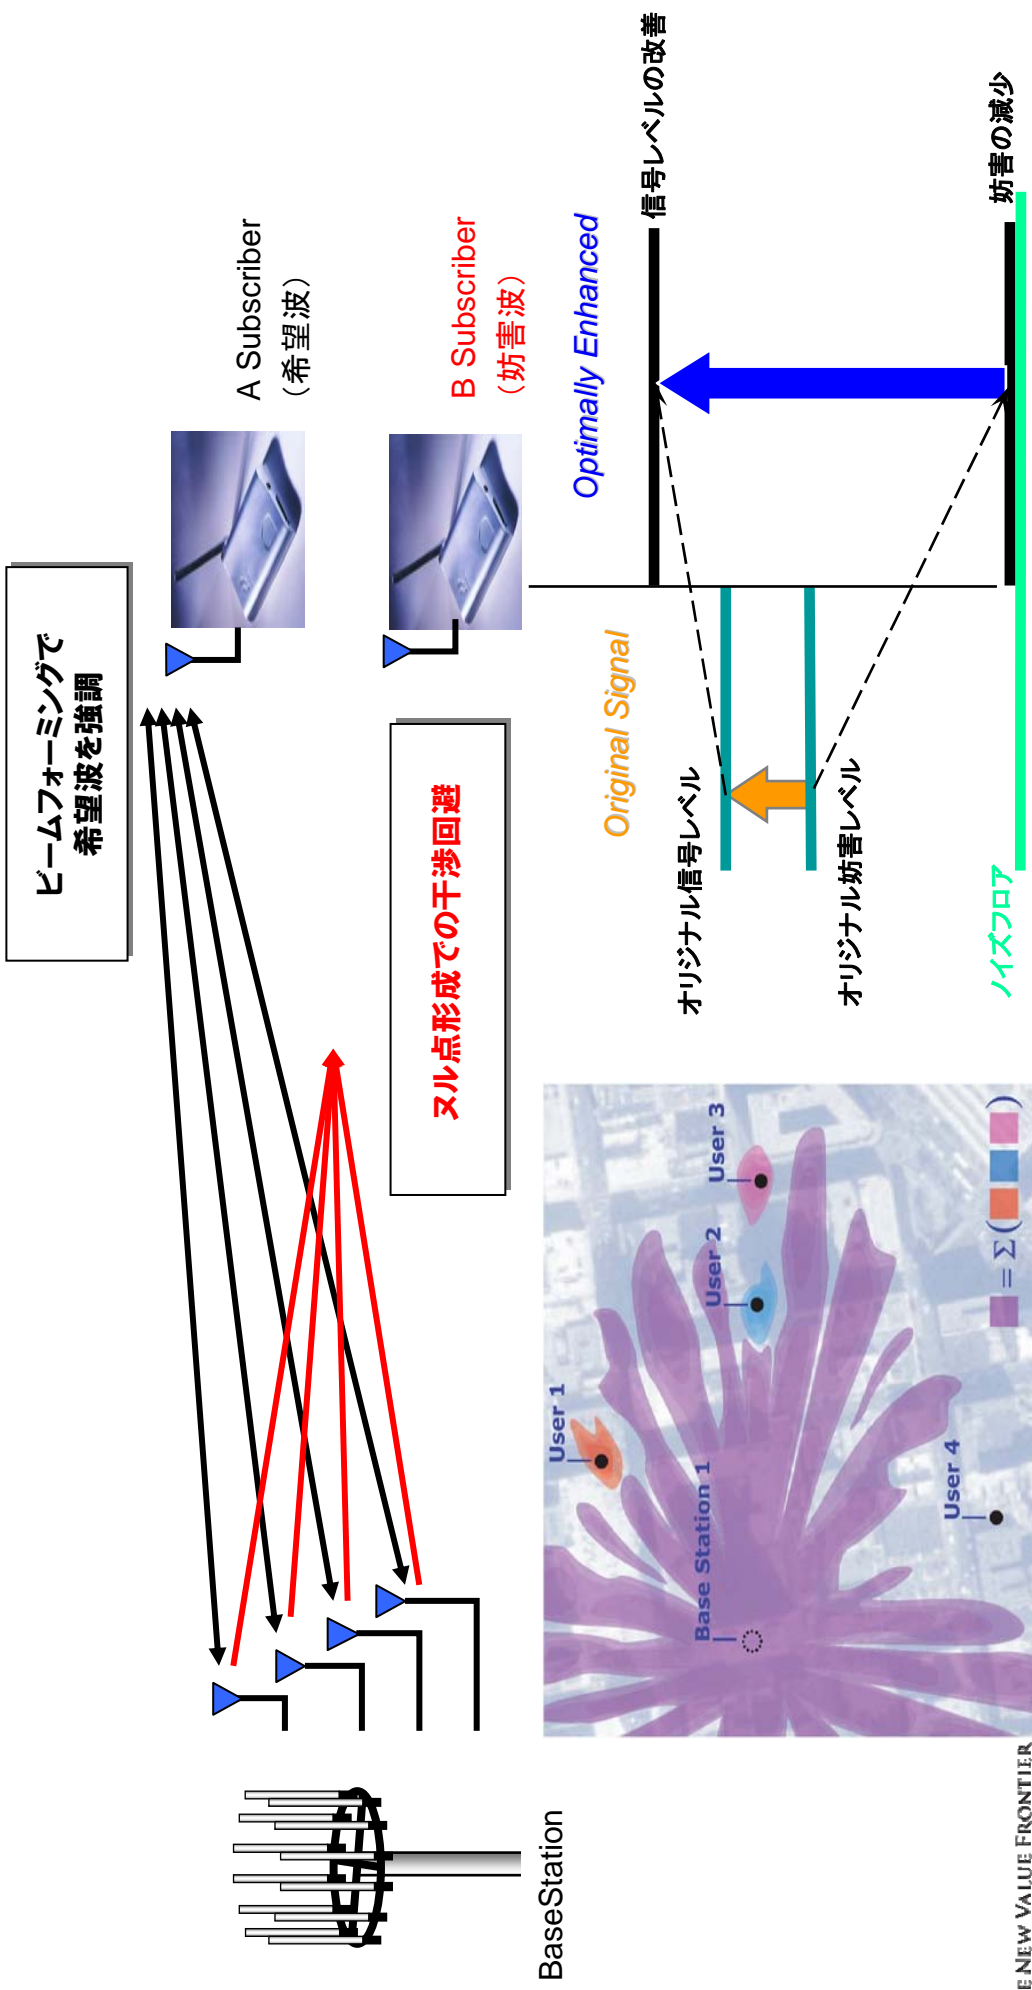 ビームフォーミングで
希望波を強調
A Subscriber
（希望波）
ヌル点形成での干渉回避
B Subscriber
（妨害波）
BaseStation
User 1
Base Station 1
User 2
User 3
User 4
= Σ ( )
Original Signal
Optimally Enhanced
オリジナル信号レベル
信号レベルの改善
オリジナル妨害レベル
ノイズフロア
妨害の減少
E NEW VALUE FRONTIER